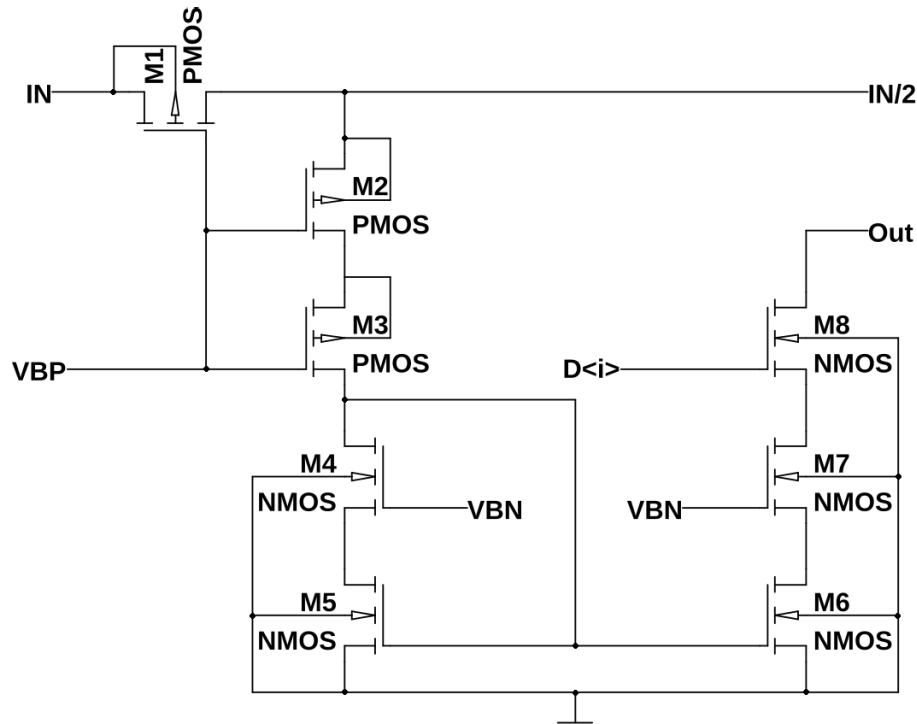 PMOS
M1
IN
IN/2
M2
PMOS
Out
M3
M8
VBP
PMOS
D<i>
NMOS
M4
M7
NMOS
VBN
VBN
NMOS
M5
M6
NMOS
NMOS